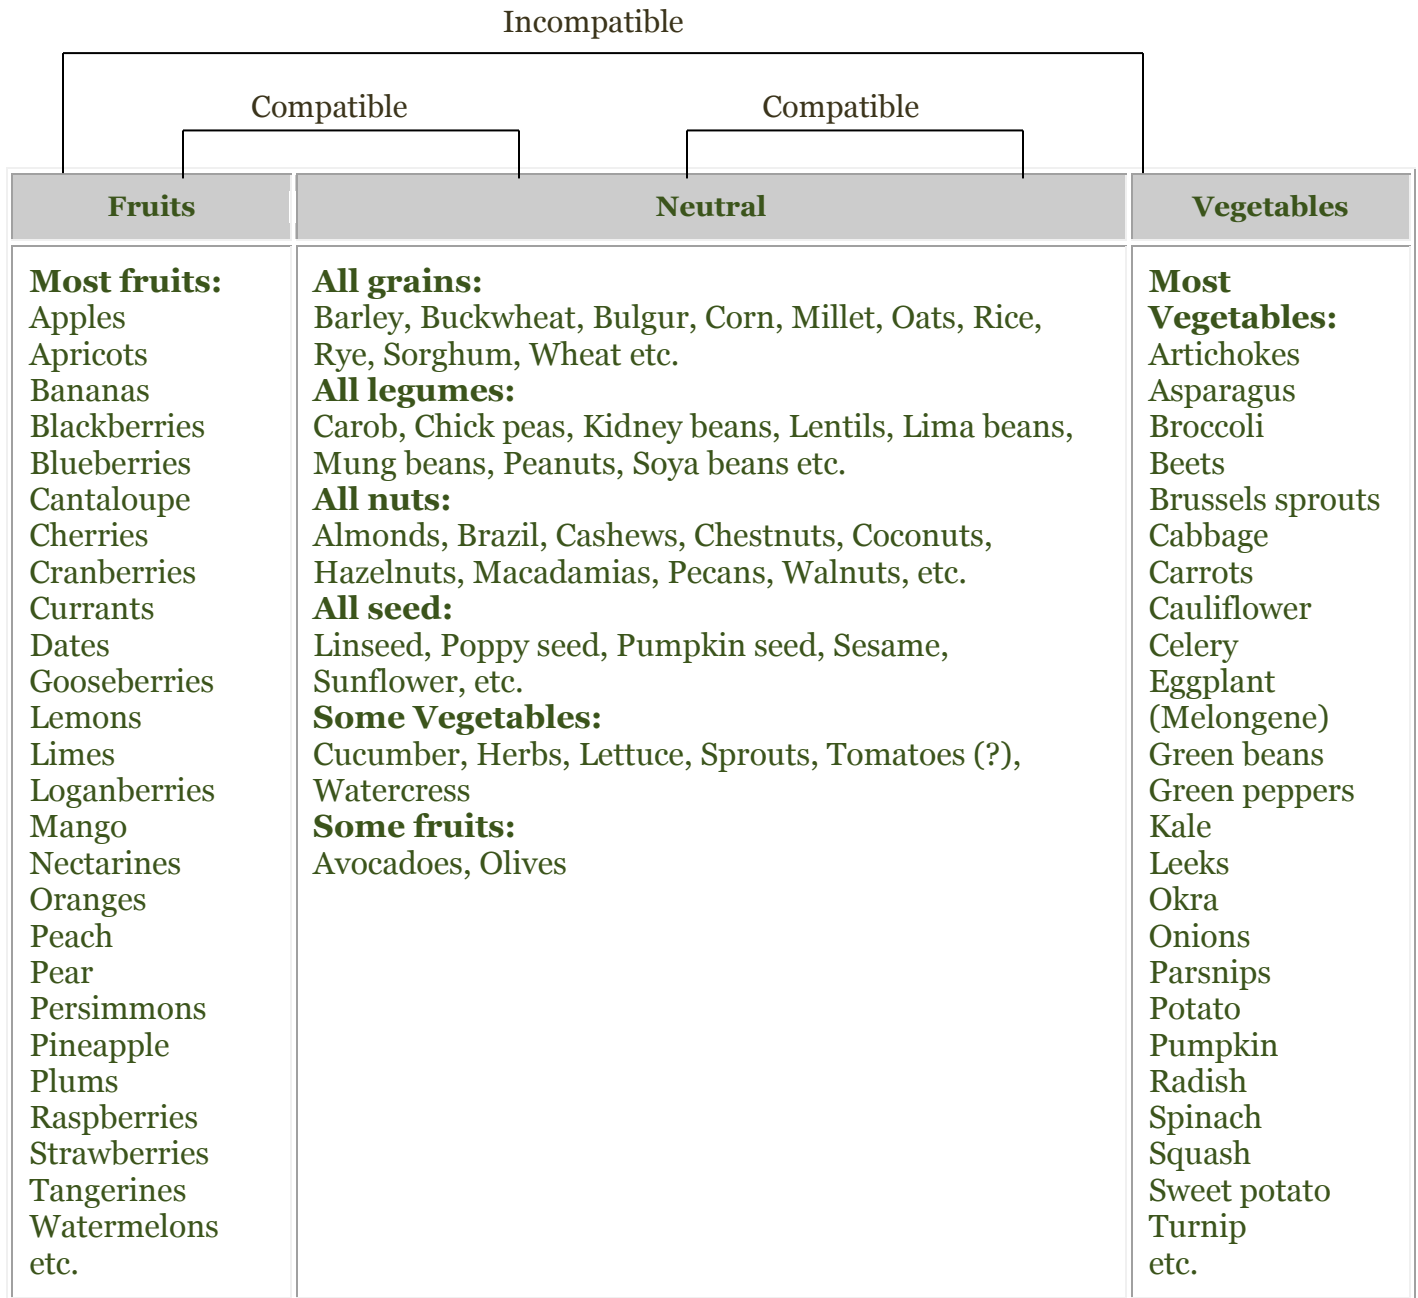 Incompatible
Compatible
Compatible
Fruits
Neutral
Vegetables
Most fruits:
Apples
Apricots
Bananas
Blackberries
Blueberries
Cantaloupe
Cherries
Cranberries
Currants
Dates
Gooseberries
Lemons
Limes
Loganberries
Mango
Nectarines
Oranges
Peach
Pear
Persimmons
Pineapple
Plums
Raspberries
Strawberries
Tangerines
Watermelons
etc.
All grains:
Barley, Buckwheat, Bulgur, Corn, Millet, Oats, Rice,
Rye, Sorghum, Wheat etc.
All legumes:
Carob, Chick peas, Kidney beans, Lentils, Lima beans,
Mung beans, Peanuts, Soya beans etc.
All nuts:
Almonds, Brazil, Cashews, Chestnuts, Coconuts,
Hazelnuts, Macadamias, Pecans, Walnuts, etc.
All seed:
Linseed, Poppy seed, Pumpkin seed, Sesame,
Sunflower, etc.
Some Vegetables:
Cucumber, Herbs, Lettuce, Sprouts, Tomatoes (?),
Watercress
Some fruits:
Avocadoes, Olives
Most
Vegetables:
Artichokes
Asparagus
Broccoli
Beets
Brussels sprouts
Cabbage
Carrots
Cauliflower
Celery
Eggplant
(Melongene)
Green beans
Green peppers
Kale
Leeks
Okra
Onions
Parsnips
Potato
Pumpkin
Radish
Spinach
Squash
Sweet potato
Turnip
etc.